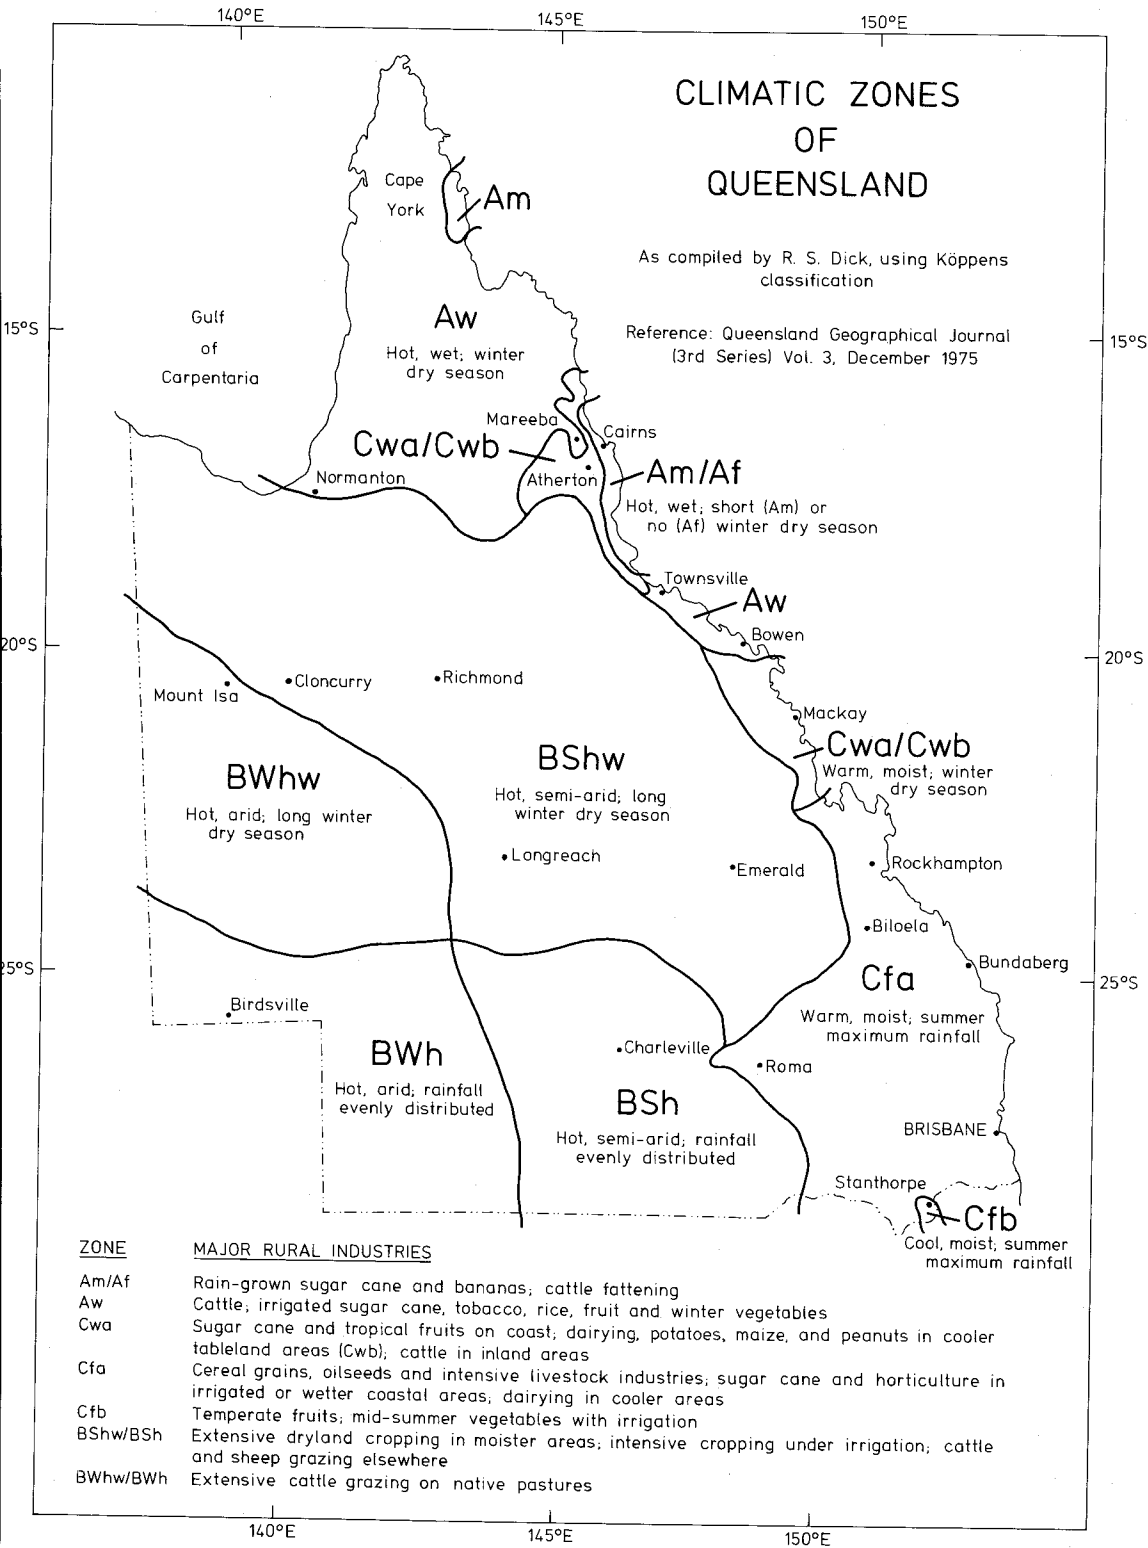 140°E 145°E 150°E
CLIMATIC ZONES
OF
QUEENSLAND
Cape
York
Am
As compiled by R. S. Dick, using Köppens
classification
Gulf
of
Carpentaria
Aw
Hot, wet; winter
dry season
15°S
15°S
Reference: Queensland Geographical Journal
(3rd Series) Vol. 3, December 1975
Mareeba
Cairns
Cwa/Cwb
Atherton
Normanton
Am/Af
Hot, wet; short (Am) or
no (Af) winter dry season
Townsville
Aw
Bowen
20°S
20°S
Mount Isa
Cloncurry
Richmond
Mackay
Cwa/Cwb
Warm, moist; winter
dry season
BWhw
Hot, arid; long winter
dry season
BShw
Hot, semi-arid; long
winter dry season
Longreach
Emerald
Rockhampton
Biloela
Bundaberg
25°S
25°S
Cfa
Warm, moist; summer
maximum rainfall
Birdsville
BWh
Hot, arid; rainfall
evenly distributed
Charleville
Roma
BSh
Hot, semi-arid; rainfall
evenly distributed
BRISBANE
Stanthorpe
Cfb
Cool, moist; summer
maximum rainfall
ZONE MAJOR RURAL INDUSTRIES
Am/Af Rain-grown sugar cane and bananas; cattle fattening
Aw Cattle; irrigated sugar cane, tobacco, rice, fruit and winter vegetables
Cwa Sugar cane and tropical fruits on coast; dairying, potatoes, maize, and peanuts in cooler
tableland areas (Cwb); cattle in inland areas
Cfa Cereal grains, oilseeds and intensive livestock industries; sugar cane and horticulture in
irrigated or wetter coastal areas; dairying in cooler areas
Cfb Temperate fruits; mid-summer vegetables with irrigation
BShw/BSh Extensive dryland cropping in moister areas; intensive cropping under irrigation; cattle
and sheep grazing elsewhere
BWhw/BWh Extensive cattle grazing on native pastures
140°E 145°E 150°E